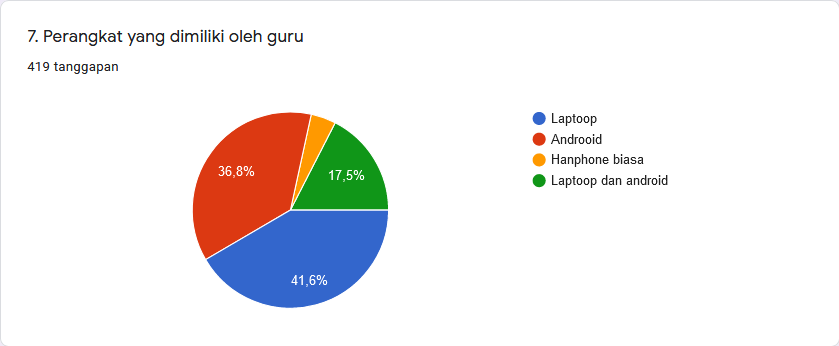 7. Perangkat yang dimiliki oleh guru
419 tanggapan
36,8%
17,5%
41,6%
Laptoop
Androoid
Hanphone biasa
Laptoop dan android